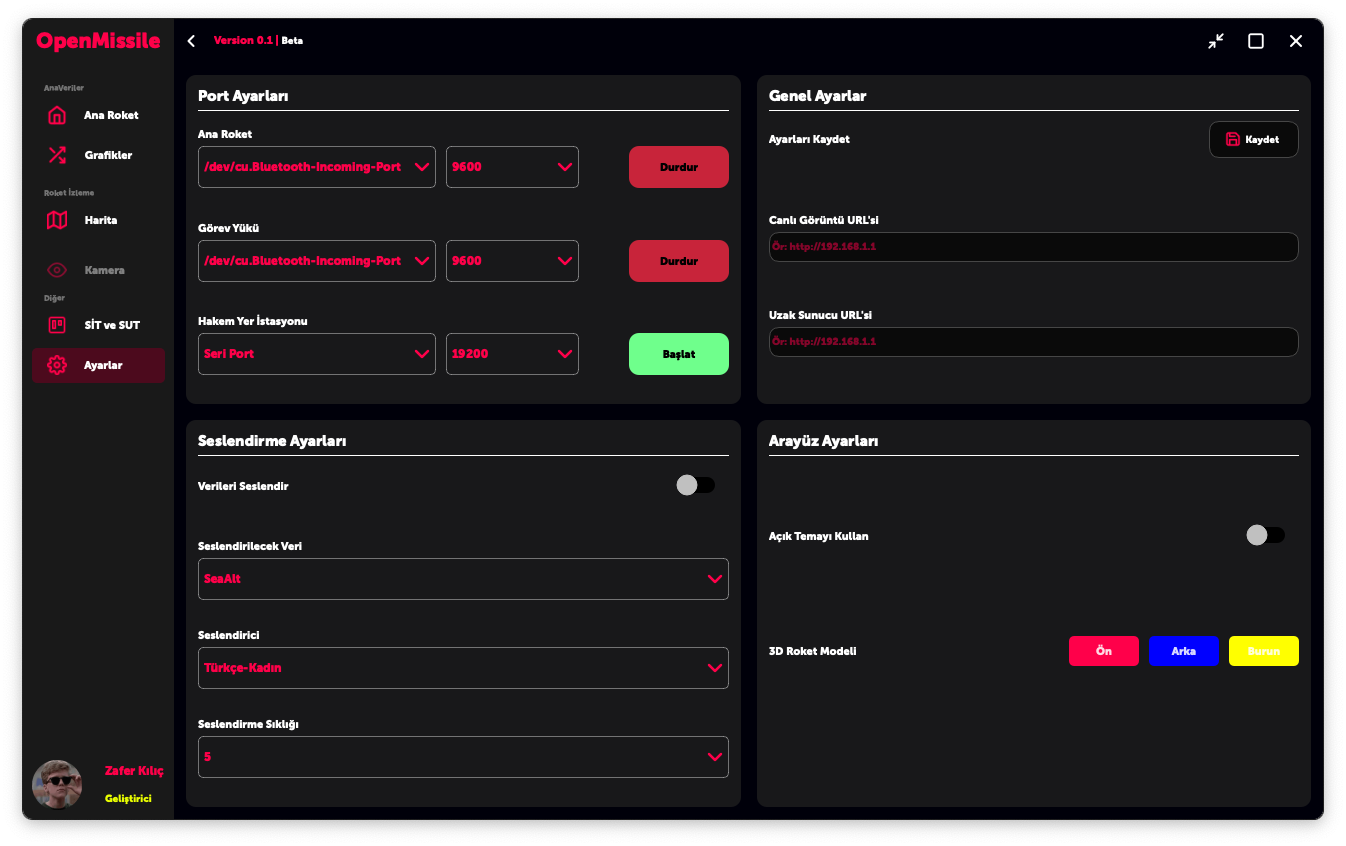 OpenMissile
Version 0.1 | Beta
AnaVeriler
Ana Roket
Grafikler
Roket İzleme
Harita
Kamera
Diğer
SİT ve SUT
Ayarlar
Zafer Kılıç
Geliştirici
Port Ayarları
Ana Roket
/dev/cu.Bluetooth-Incoming-Port 9600 Durdur
Görev Yükü
/dev/cu.Bluetooth-Incoming-Port 9600 Durdur
Hakem Yer İstasyonu
Seri Port 19200 Başlat
Genel Ayarlar
Ayarları Kaydet Kaydet
Canlı Görüntü URL'si
Ör: http://192.168.1.1
Uzak Sunucu URL'si
Ör: http://192.168.1.1
Seslendirme Ayarları
Verileri Seslendir
Seslendirilecek Veri
SeaAlt
Seslendirici
Türkçe-Kadın
Seslendirme Sıklığı
5
Arayüz Ayarları
Açık Temayı Kullan
3D Roket Modeli Ön Arka Burun